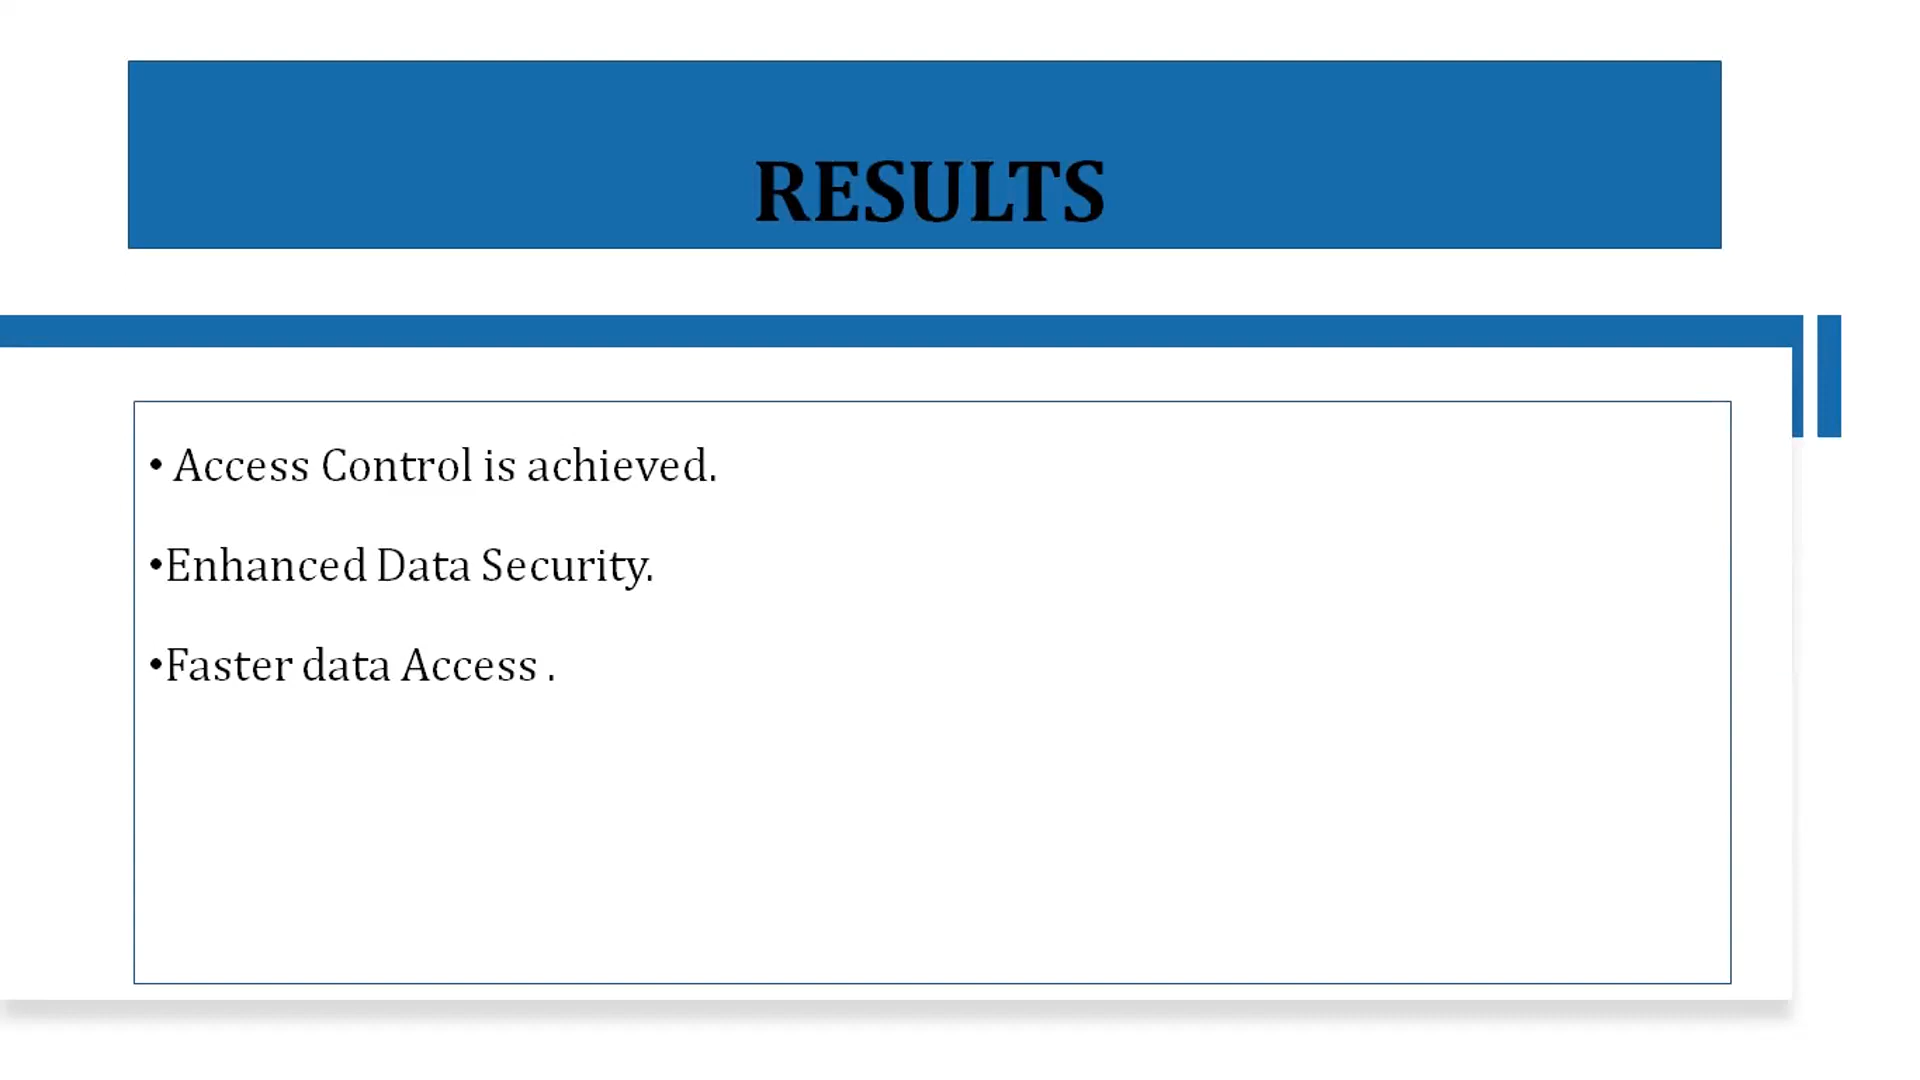 RESULTS
• Access Control is achieved.
•Enhanced Data Security.
•Faster data Access .